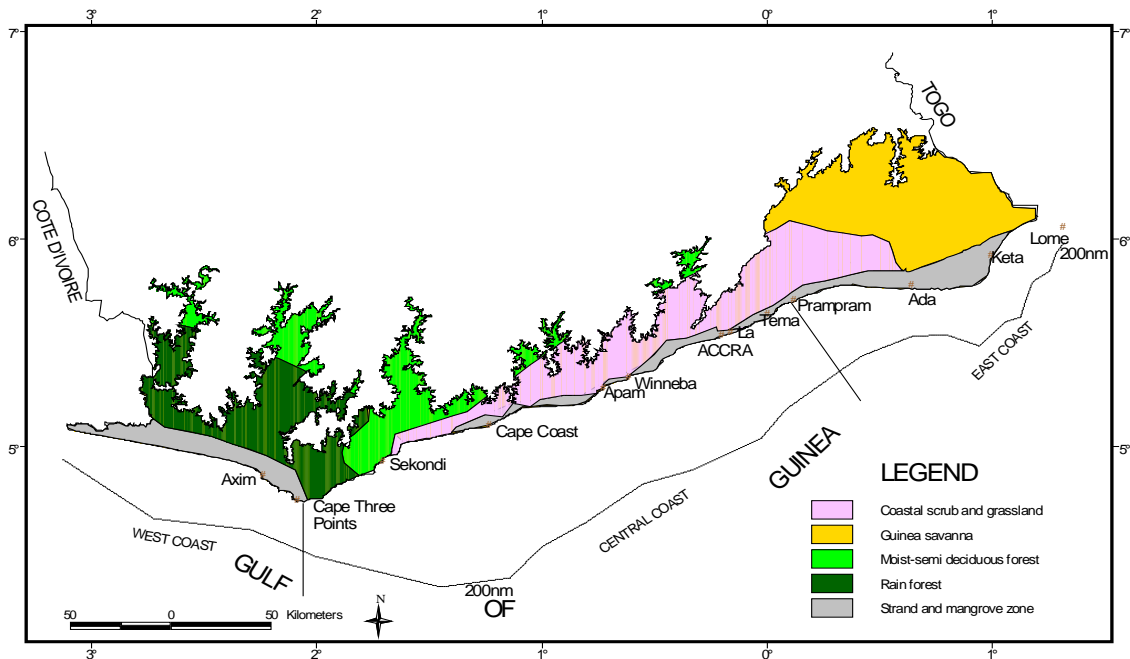 3° 2° 1° 0° 1°
7° 7°
TOGO
COTE D'IVOIRE
6° 6°
Lome
200nm
Keta
Ada
Prampram
Tema
La
ACCRA
EAST COAST
Winneba
Apam
Cape Coast
5° 5°
Sekondi
Axim
Cape Three
Points
WEST COAST
CENTRAL COAST
GULF
200nm
OF
GUINEA
LEGEND
Coastal scrub and grassland
Guinea savanna
Moist-semi deciduous forest
Rain forest
Strand and mangrove zone
50 0 50 Kilometers
N
3° 2° 1° 0° 1°